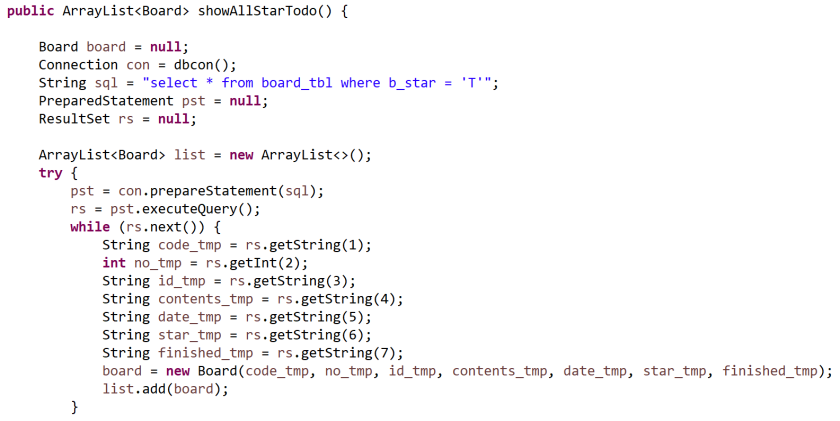 public ArrayList<Board> showAllStarTodo() {
Board board = null;
Connection con = dbcon();
String sql = "select * from board_tbl where b_star = 'T'";
PreparedStatement pst = null;
ResultSet rs = null;
ArrayList<Board> list = new ArrayList<>();
try {
pst = con.prepareStatement(sql);
rs = pst.executeQuery();
while (rs.next()) {
String code_tmp = rs.getString(1);
int no_tmp = rs.getInt(2);
String id_tmp = rs.getString(3);
String contents_tmp = rs.getString(4);
String date_tmp = rs.getString(5);
String star_tmp = rs.getString(6);
String finished_tmp = rs.getString(7);
board = new Board(code_tmp, no_tmp, id_tmp, contents_tmp, date_tmp, star_tmp, finished_tmp);
list.add(board);
}